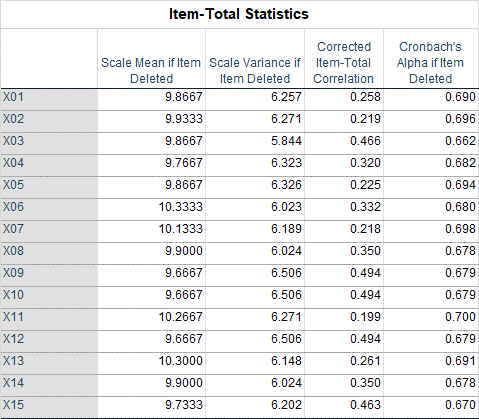 Item-Total Statistics
Scale Mean if Item Deleted Scale Variance if Item Deleted Corrected Item-Total Correlation Cronbach's Alpha if Item Deleted
X01 9.8667 6.257 0.258 0.690
X02 9.9333 6.271 0.219 0.696
X03 9.8667 5.844 0.466 0.662
X04 9.7667 6.323 0.320 0.682
X05 9.8667 6.326 0.225 0.694
X06 10.3333 6.023 0.332 0.680
X07 10.1333 6.189 0.218 0.698
X08 9.9000 6.024 0.350 0.678
X09 9.6667 6.506 0.494 0.679
X10 9.6667 6.506 0.494 0.679
X11 10.2667 6.271 0.199 0.700
X12 9.6667 6.506 0.494 0.679
X13 10.3000 6.148 0.261 0.691
X14 9.9000 6.024 0.350 0.678
X15 9.7333 6.202 0.463 0.670